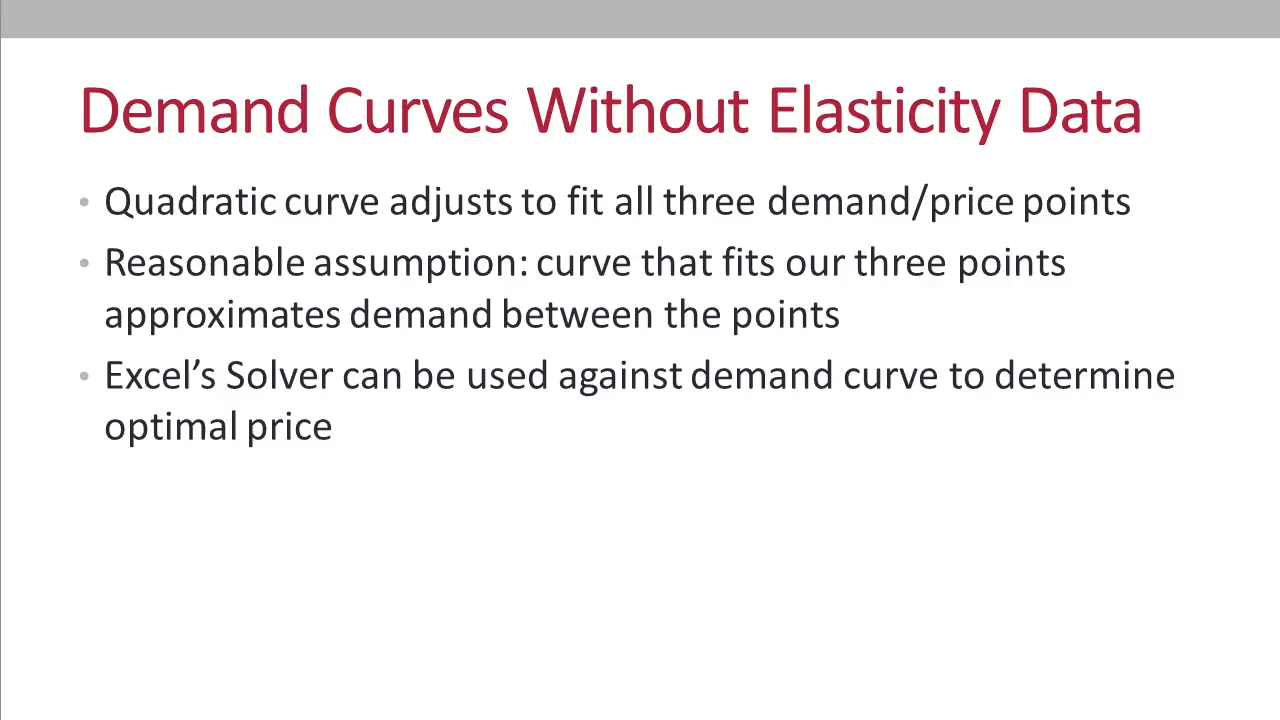 Demand Curves Without Elasticity Data
• Quadratic curve adjusts to fit all three demand/price points
• Reasonable assumption: curve that fits our three points
approximates demand between the points
• Excel’s Solver can be used against demand curve to determine
optimal price